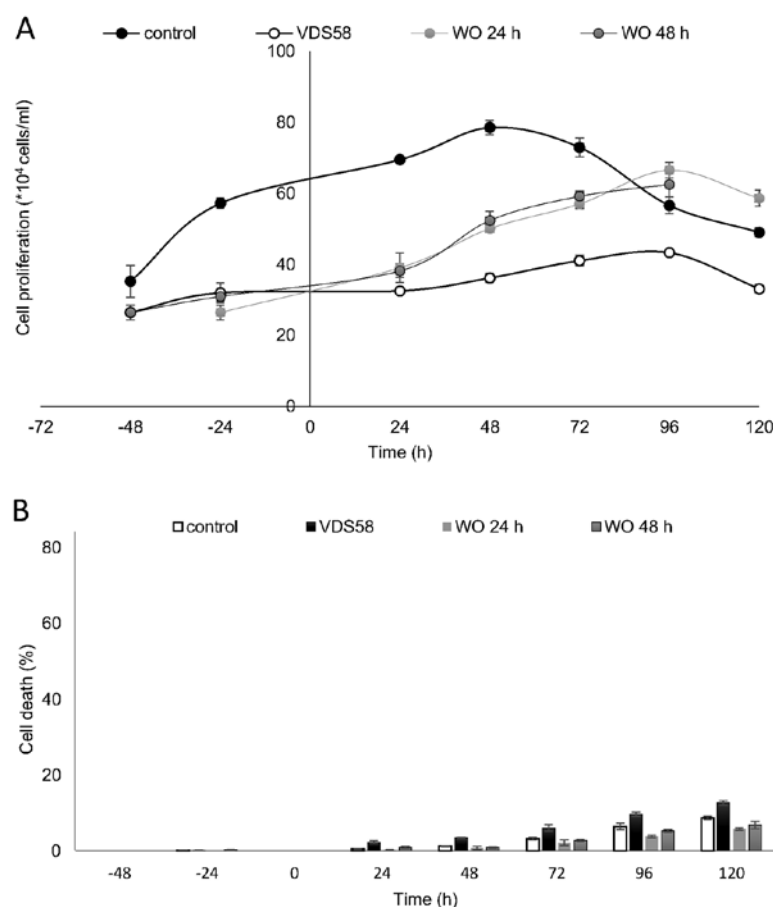 A
control VDS58 WO 24 h WO 48 h
100
80
60
40
20
0
Cell proliferation (*10⁴ cells/ml)
-72 -48 -24 0 24 48 72 96 120
Time (h)
B
control VDS58 WO 24 h WO 48 h
80
60
40
20
0
Cell death (%)
-48 -24 0 24 48 72 96 120
Time (h)